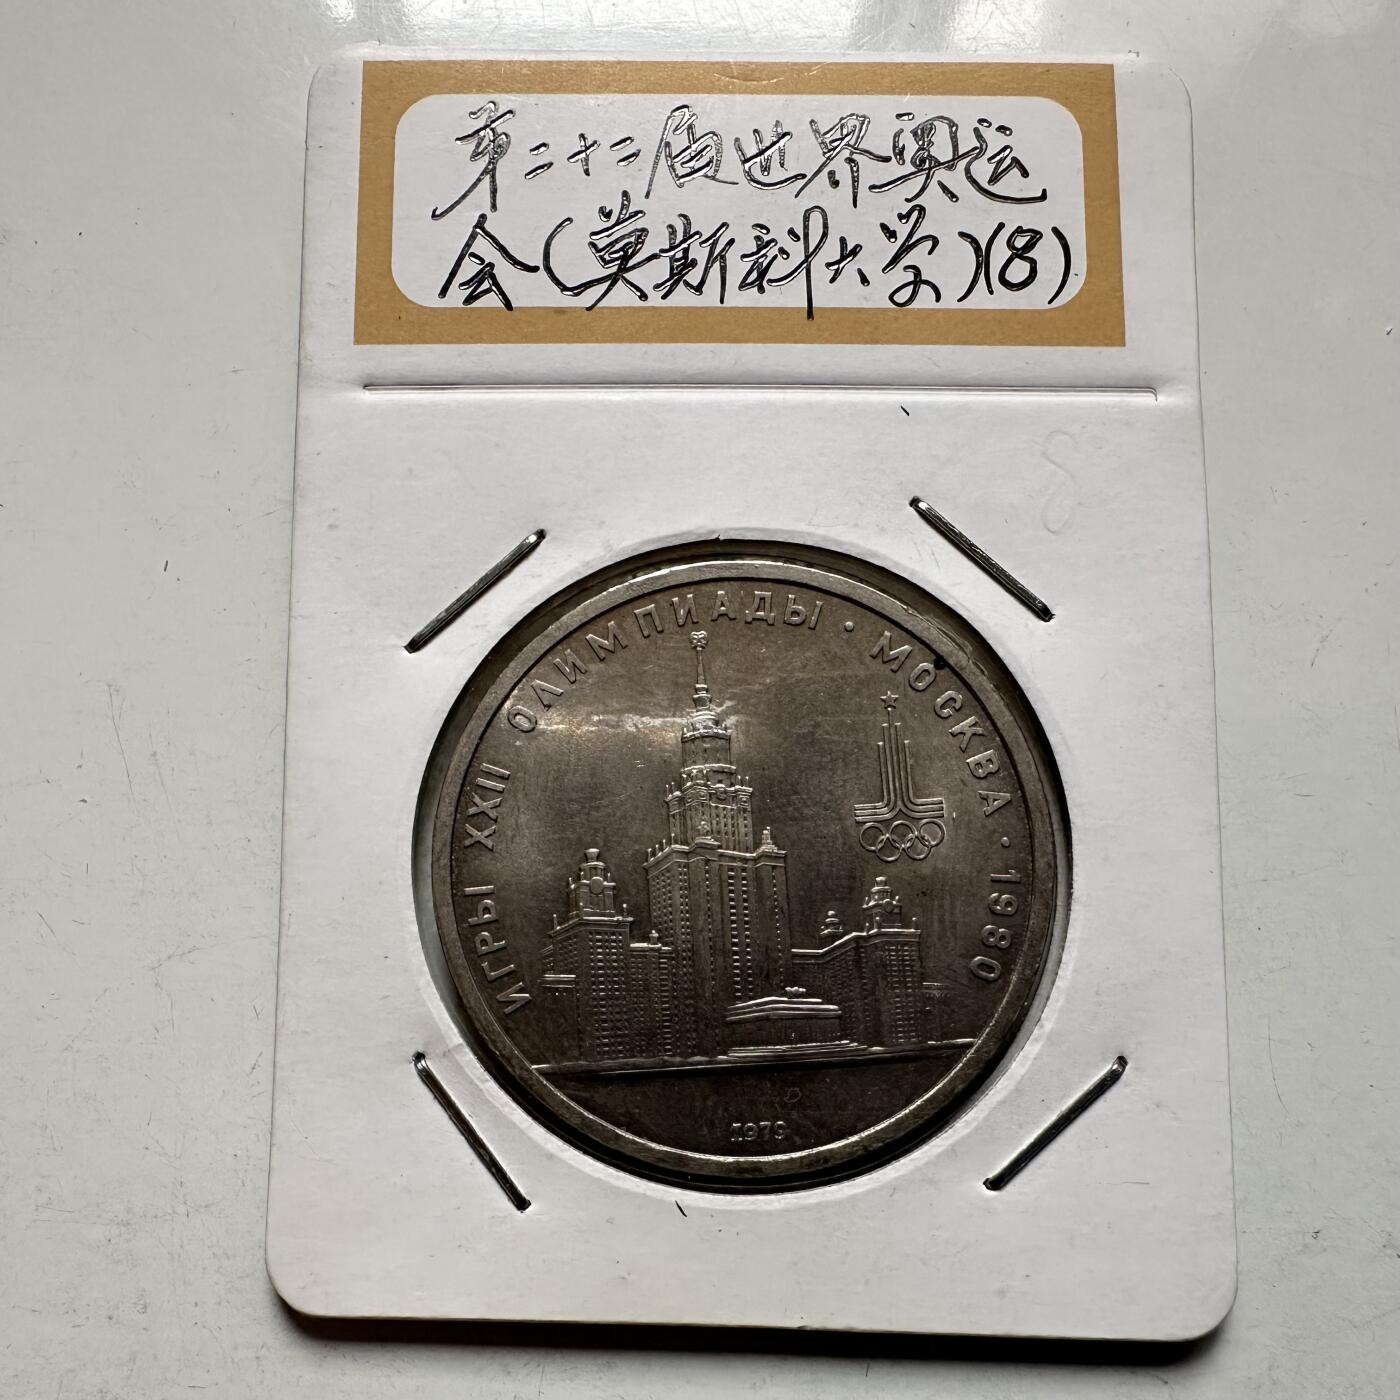 第二十二届世界奥运
会(莫斯科大学)(8)
8
ИГРЫ XXII ОЛИМПИАДЫ · МОСКВА · 1980
1979